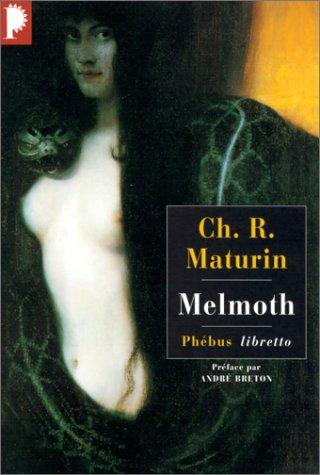 Ch. R.
Maturin
Melmoth
Phébus libretto
Préface par
ANDRÉ BRETON